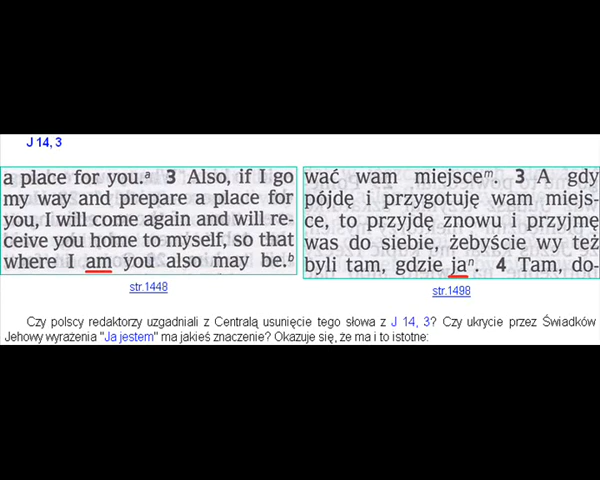 J 14, 3
a place for you.ᵃ 3 Also, if I go
my way and prepare a place for
you, I will come again and will re-
ceive you home to myself, so that
where I am you also may be.ᵇ
str.1448
wać wam miejsceᵐ. 3 A gdy
pójdę i przygotuję wam miejs-
ce, to przyjdę znowu i przyjmę
was do siebie, żebyście wy też
byli tam, gdzie jaⁿ. 4 Tam, do-
str.1498
Czy polscy redaktorzy uzgadniali z Centralą usunięcie tego słowa z J 14, 3? Czy ukrycie przez Świadków
Jehowy wyrażenia "Ja jestem" ma jakieś znaczenie? Okazuje się, że ma i to istotne: